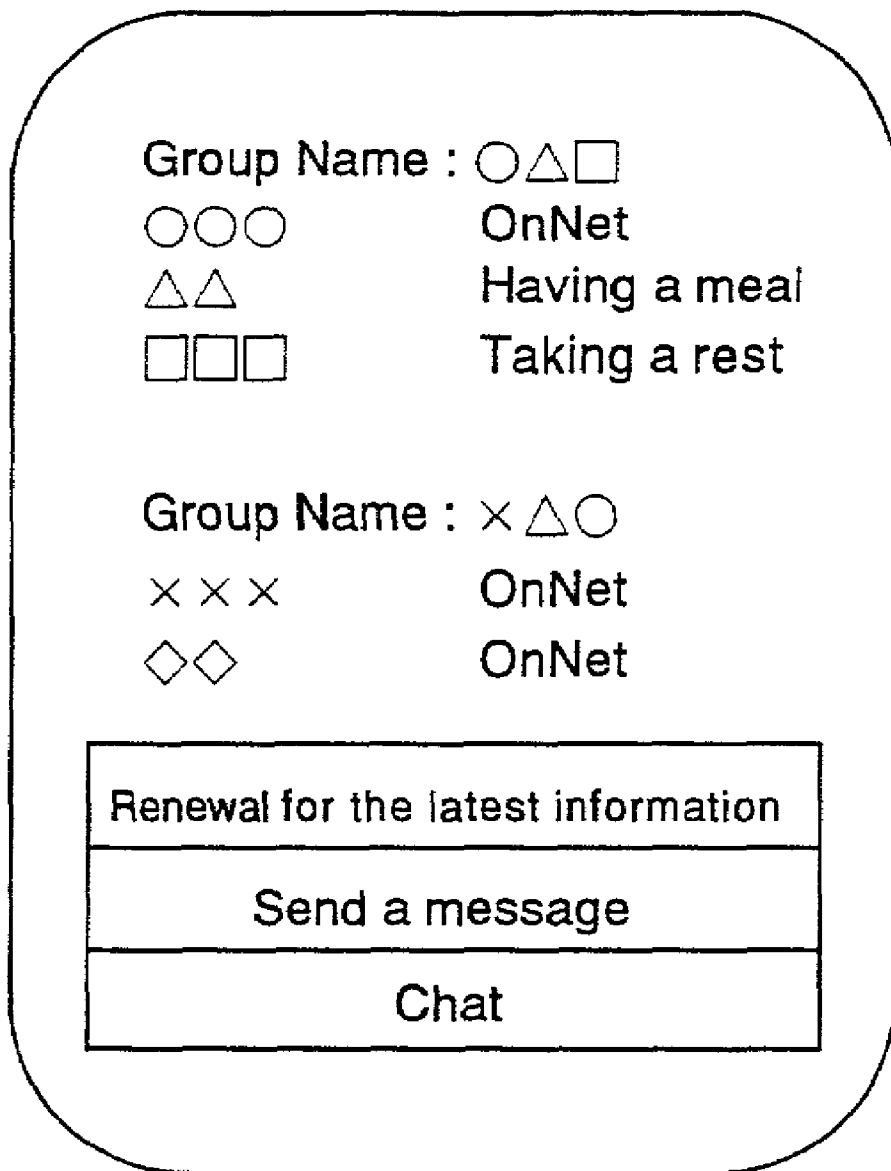 Group Name : ○△□
○○○ OnNet
△△ Having a meal
□□□ Taking a rest
Group Name : ×△○
××× OnNet
◇◇ OnNet
Renewal for the latest information
Send a message
Chat